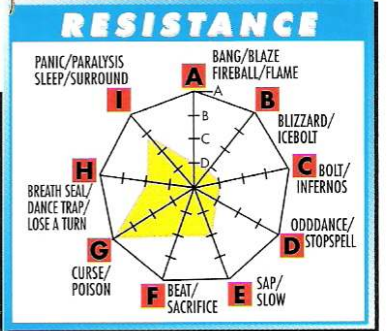 RESISTANCE
PANIC/PARALYSIS
SLEEP/SURROUND
BANG/BLAZE
FIREBALL/FLAME
A
A
I
B
B
BLIZZARD/
ICEBOLT
C
D
C
BOLT/
INFERNOS
H
BREATH SEAL/
DANCE TRAP/
LOSE A TURN
ODDDANCE/
STOPSPELL
D
G
CURSE/
POISON
F
BEAT/
SACRIFICE
E
SAP/
SLOW